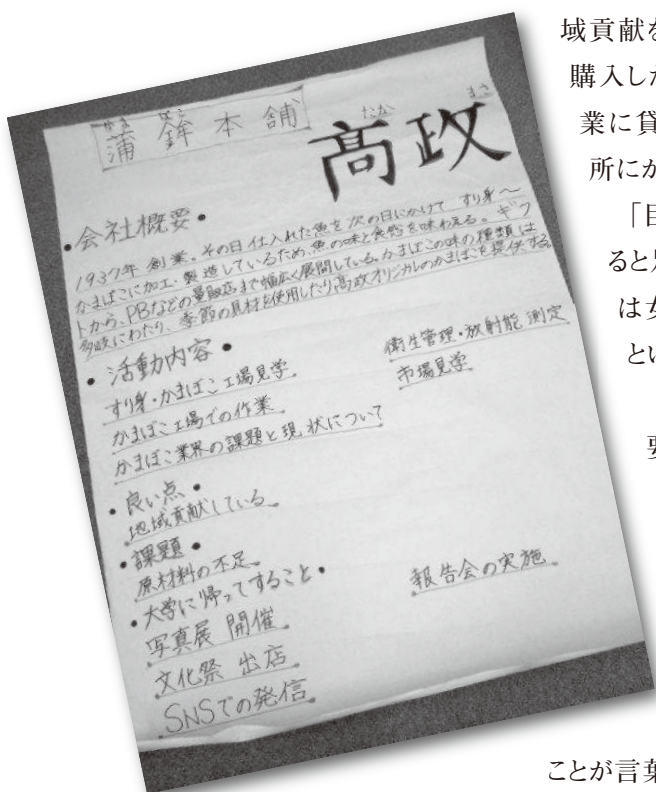 かま ぼこ
蒲鉾本舗
たか まさ
髙政
・会社概要・
1937年 創業。その日仕入れた魚を次の日にかけて すり身〜
かまぼこに加工・製造しているため、魚の味と食感を味わえる。ギフ
トから、PBなどの量販店まで幅広く展開している。かまぼこの味の種類は
多岐にわたり、季節の具材を使用したり髙政オリジナルのかまぼこを提供する。
・活動内容・
すり身・かまぼこ工場見学。
衛生管理・放射能 測定
かまぼこ工場での作業。
市場見学
かまぼこ業界の課題と現状について
・良い点・
地域貢献している。
・課題・
原材料の不足。
・大学に帰ってすること・
写真展 開催。
報告会の実施。
文化祭 出店。
SNSでの発信。
域貢献を
購入した
業に貸
所にか
「目
ると
は女
とい
要
ことが言葉